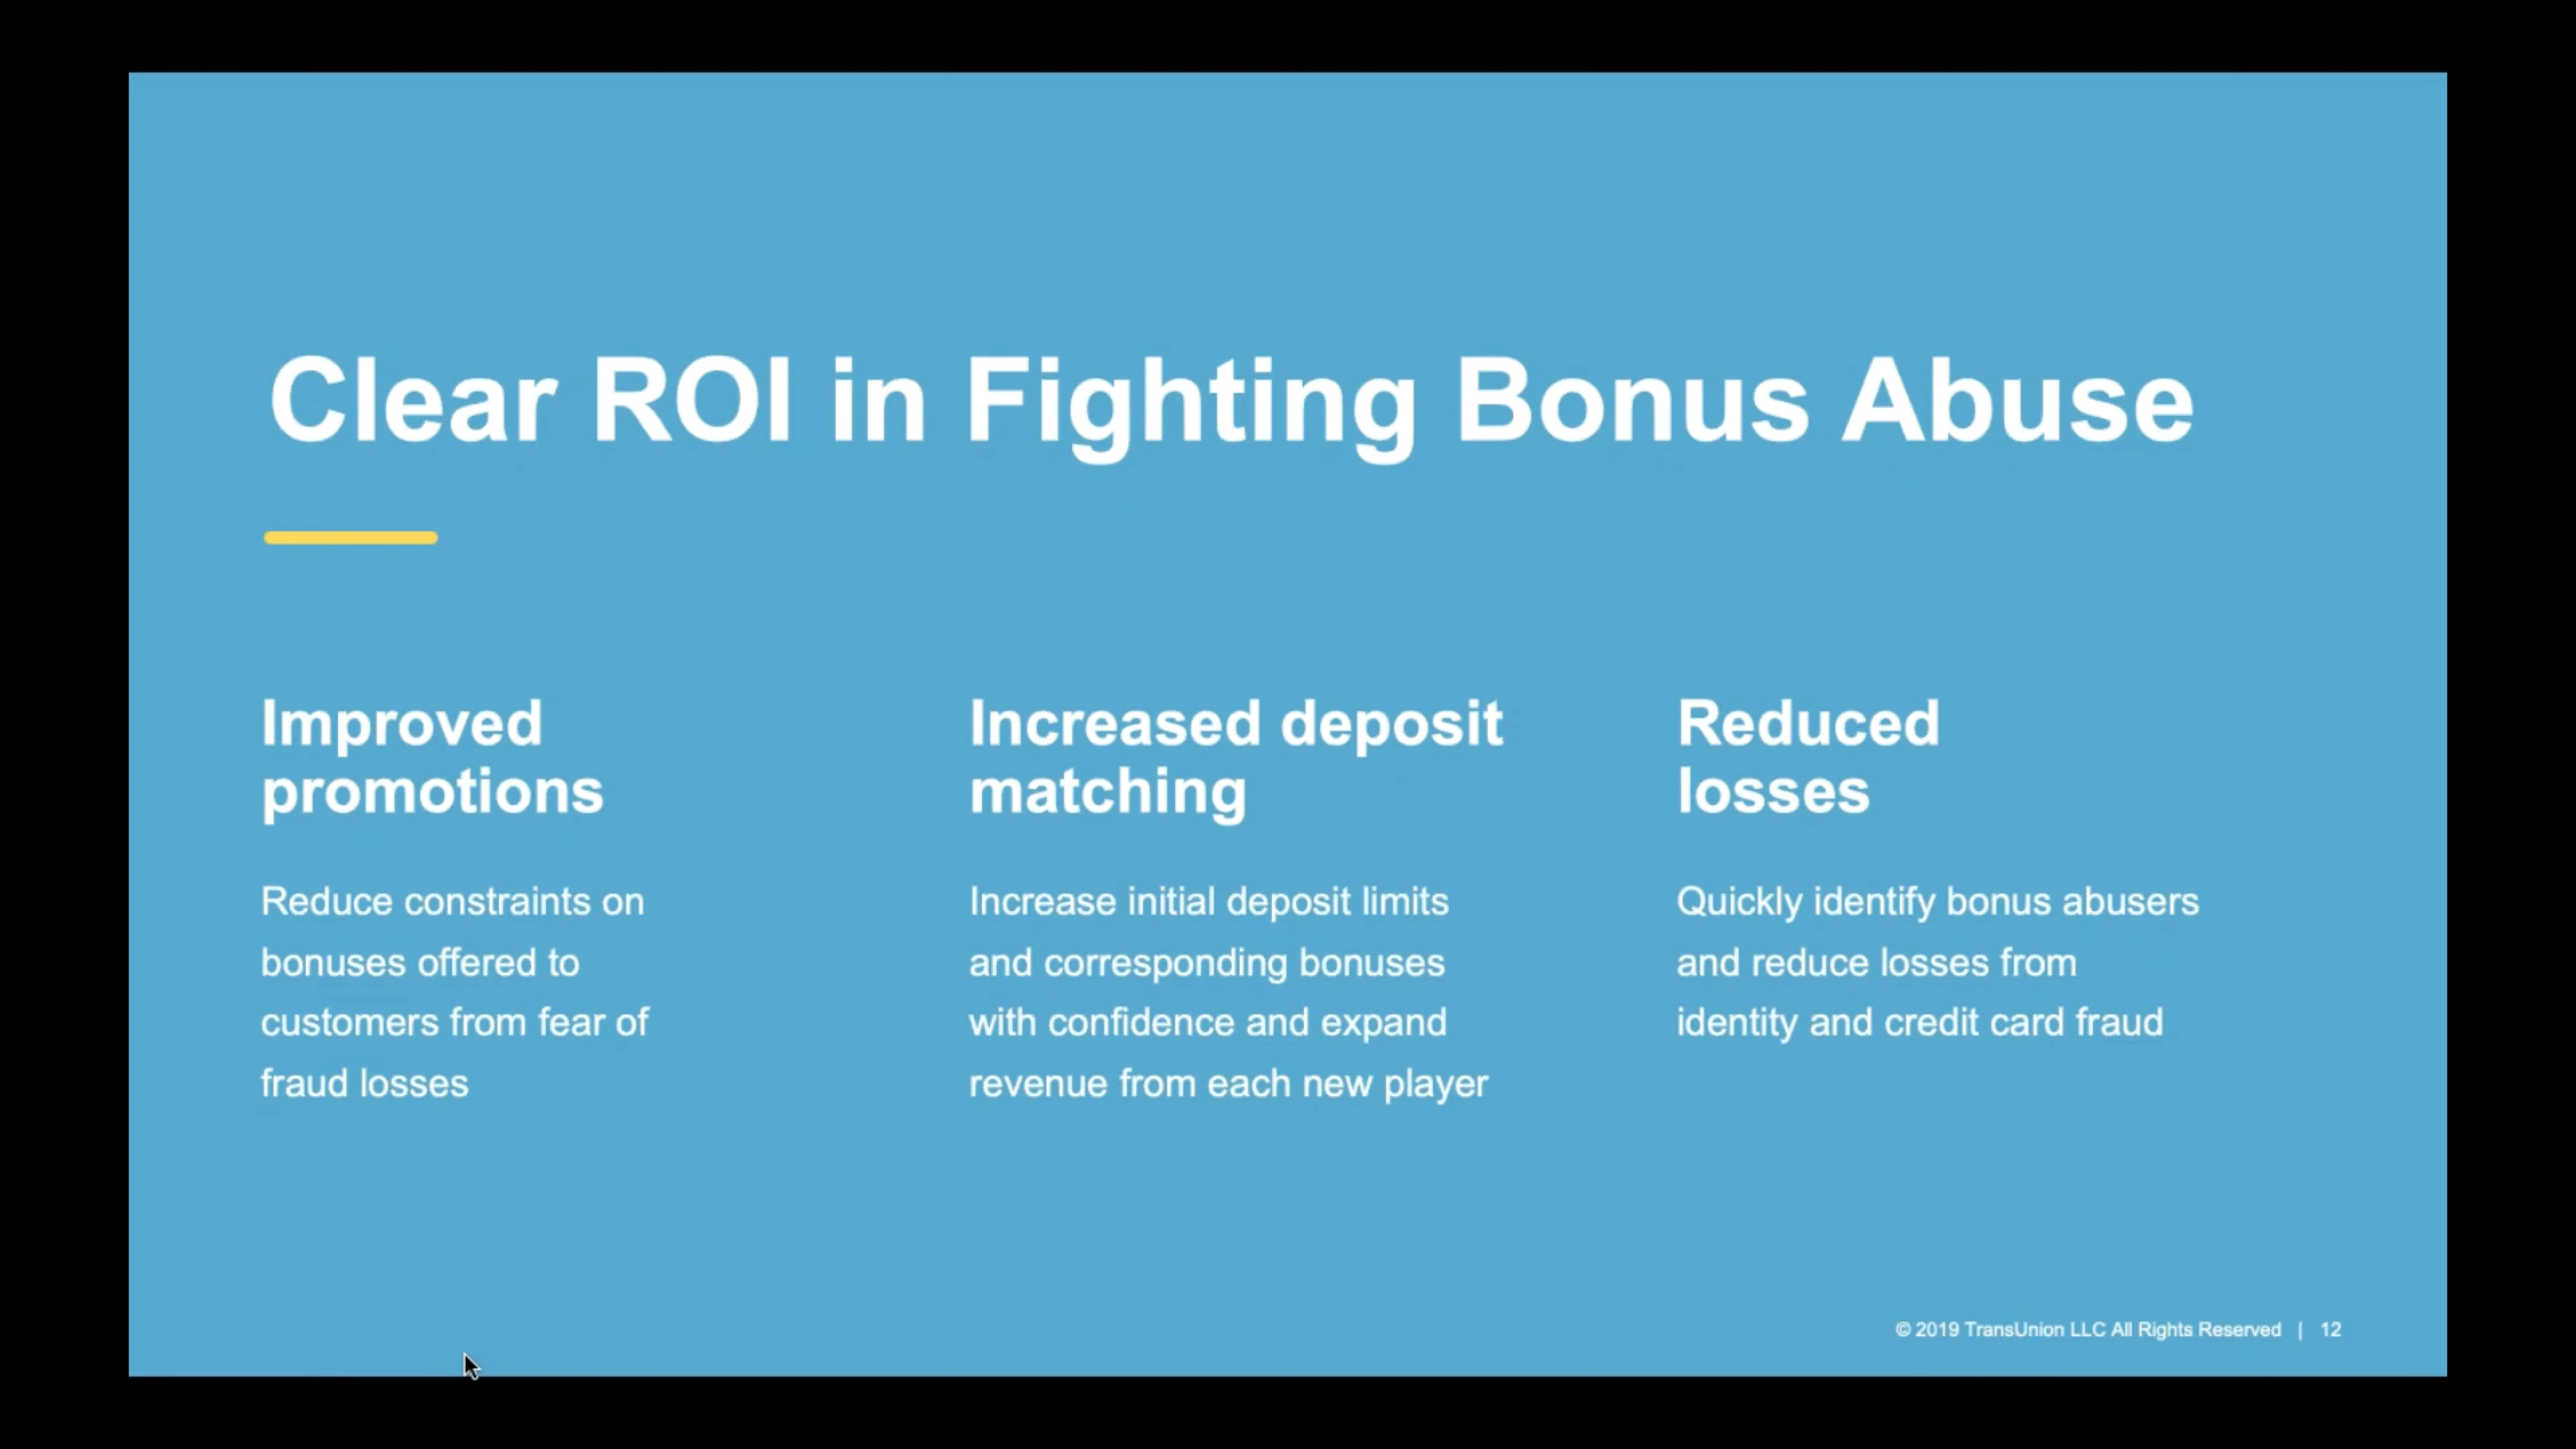 Clear ROI in Fighting Bonus Abuse
Improved
promotions
Reduce constraints on
bonuses offered to
customers from fear of
fraud losses
Increased deposit
matching
Increase initial deposit limits
and corresponding bonuses
with confidence and expand
revenue from each new player
Reduced
losses
Quickly identify bonus abusers
and reduce losses from
identity and credit card fraud
© 2019 TransUnion LLC All Rights Reserved | 12